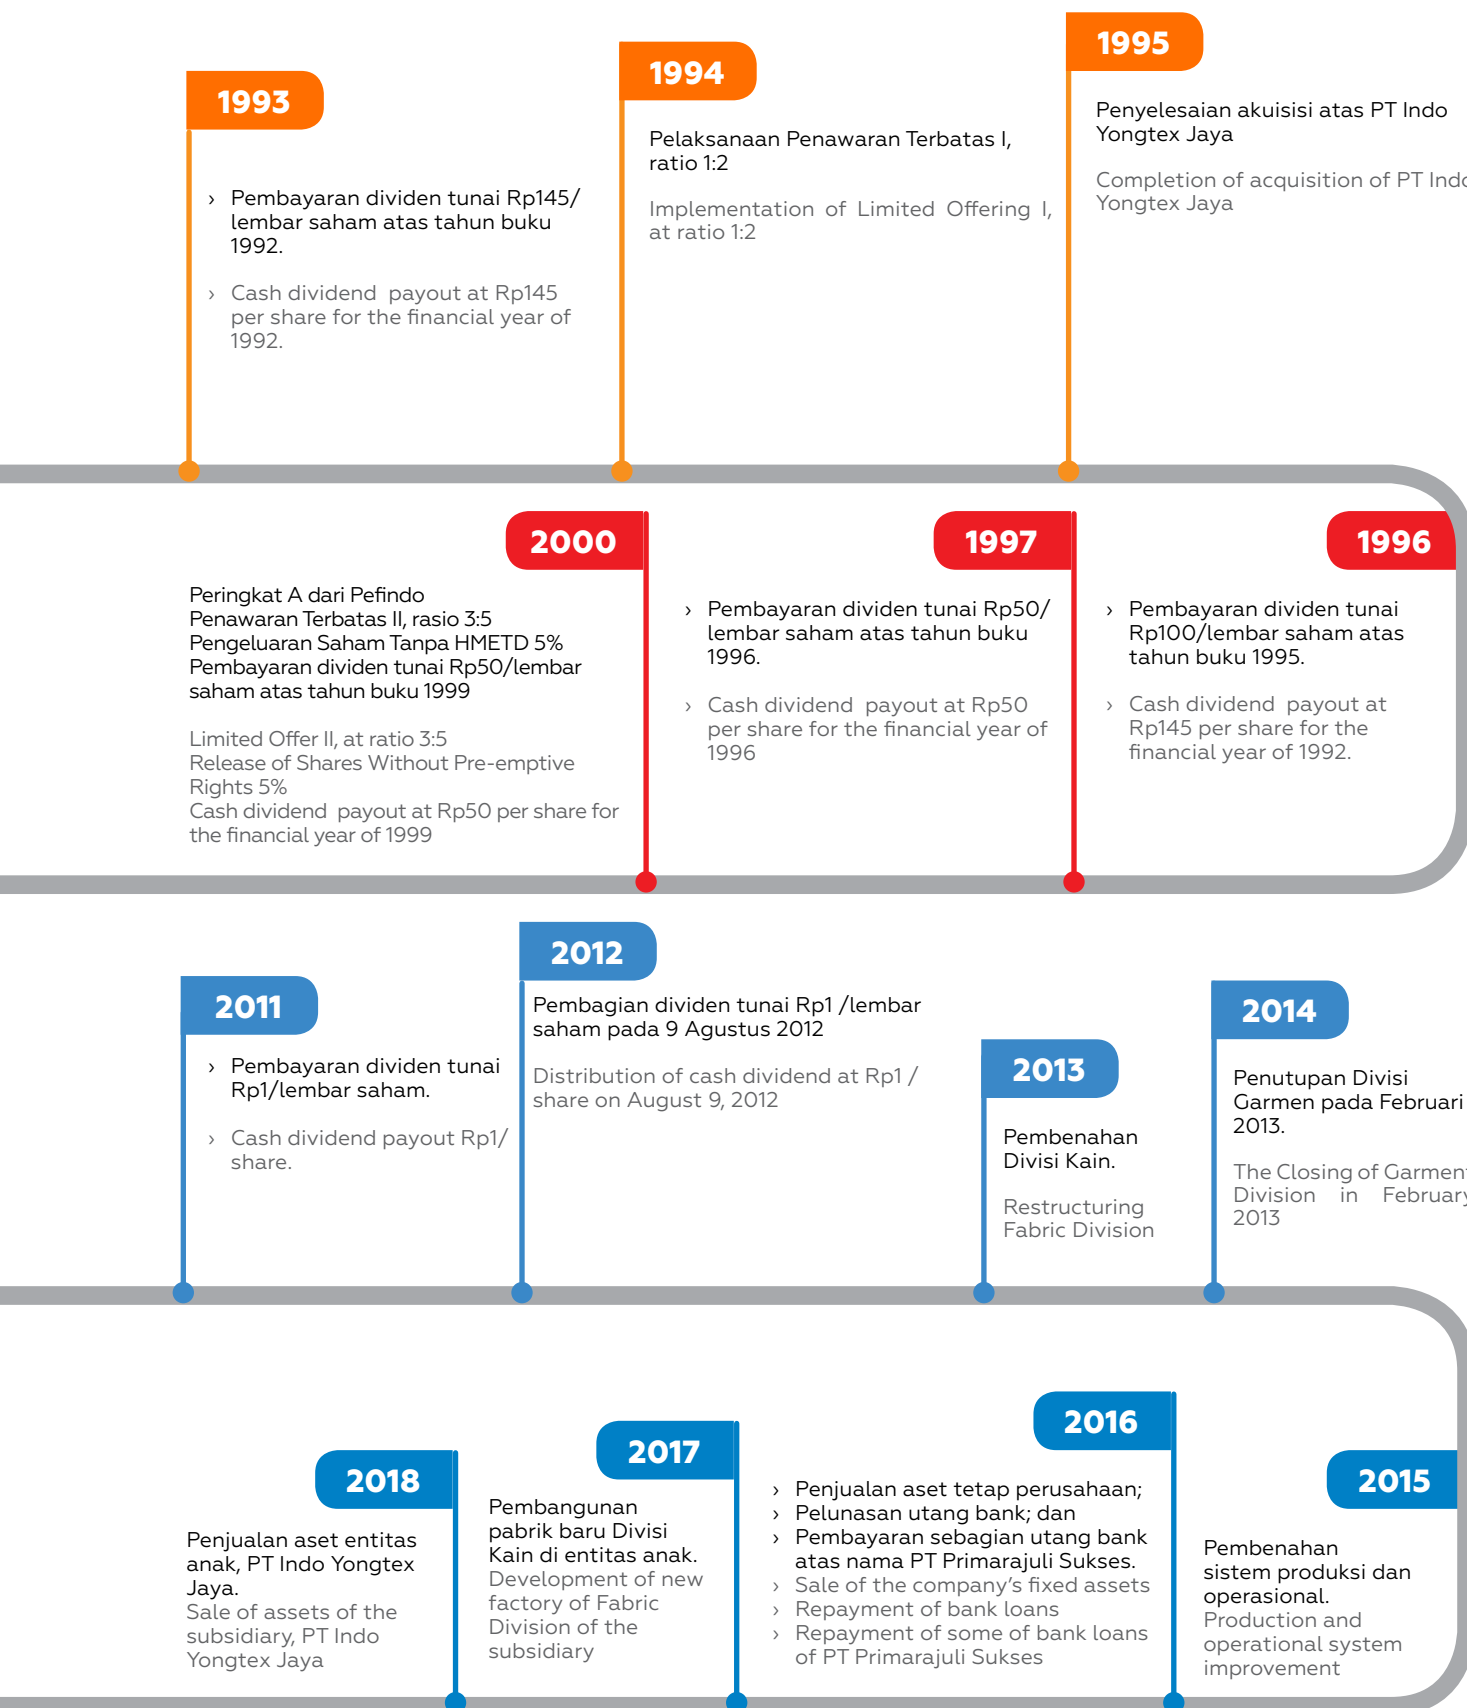 1993
› Pembayaran dividen tunai Rp145/
lembar saham atas tahun buku
1992.
› Cash dividend payout at Rp145
per share for the financial year of
1992.
1994
Pelaksanaan Penawaran Terbatas I,
ratio 1:2
Implementation of Limited Offering I,
at ratio 1:2
1995
Penyelesaian akuisisi atas PT Indo
Yongtex Jaya
Completion of acquisition of PT Indo
Yongtex Jaya
2000
Peringkat A dari Pefindo
Penawaran Terbatas II, rasio 3:5
Pengeluaran Saham Tanpa HMETD 5%
Pembayaran dividen tunai Rp50/lembar
saham atas tahun buku 1999
Limited Offer II, at ratio 3:5
Release of Shares Without Pre-emptive
Rights 5%
Cash dividend payout at Rp50 per share for
the financial year of 1999
1997
› Pembayaran dividen tunai Rp50/
lembar saham atas tahun buku
1996.
› Cash dividend payout at Rp50
per share for the financial year of
1996
1996
› Pembayaran dividen tunai
Rp100/lembar saham atas
tahun buku 1995.
› Cash dividend payout at
Rp145 per share for the
financial year of 1992.
2011
› Pembayaran dividen tunai
Rp1/lembar saham.
› Cash dividend payout Rp1/
share.
2012
Pembagian dividen tunai Rp1 /lembar
saham pada 9 Agustus 2012
Distribution of cash dividend at Rp1 /
share on August 9, 2012
2013
Pembenahan
Divisi Kain.
Restructuring
Fabric Division
2014
Penutupan Divisi
Garmen pada Februari
2013.
The Closing of Garment
Division in February
2013
2018
Penjualan aset entitas
anak, PT Indo Yongtex
Jaya.
Sale of assets of the
subsidiary, PT Indo
Yongtex Jaya
2017
Pembangunan
pabrik baru Divisi
Kain di entitas anak.
Development of new
factory of Fabric
Division of the
subsidiary
2016
› Penjualan aset tetap perusahaan;
› Pelunasan utang bank; dan
› Pembayaran sebagian utang bank
atas nama PT Primarajuli Sukses.
› Sale of the company's fixed assets
› Repayment of bank loans
› Repayment of some of bank loans
of PT Primarajuli Sukses
2015
Pembenahan
sistem produksi dan
operasional.
Production and
operational system
improvement